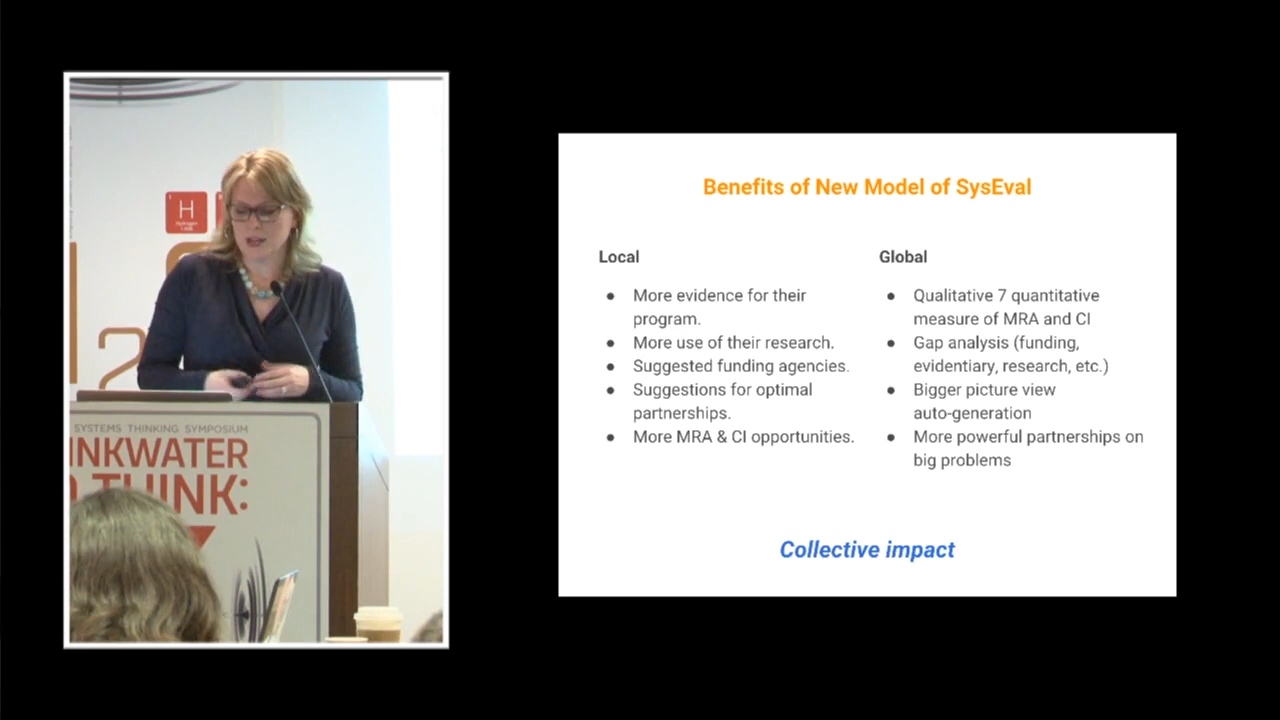 H
Hydrogen
SYSTEMS THINKING SYMPOSIUM
INKWATER
THINK:
Benefits of New Model of SysEval
Local
● More evidence for their
program.
● More use of their research.
● Suggested funding agencies.
● Suggestions for optimal
partnerships.
● More MRA & CI opportunities.
Global
● Qualitative 7 quantitative
measure of MRA and CI
● Gap analysis (funding,
evidentiary, research, etc.)
● Bigger picture view
auto-generation
● More powerful partnerships on
big problems
Collective impact